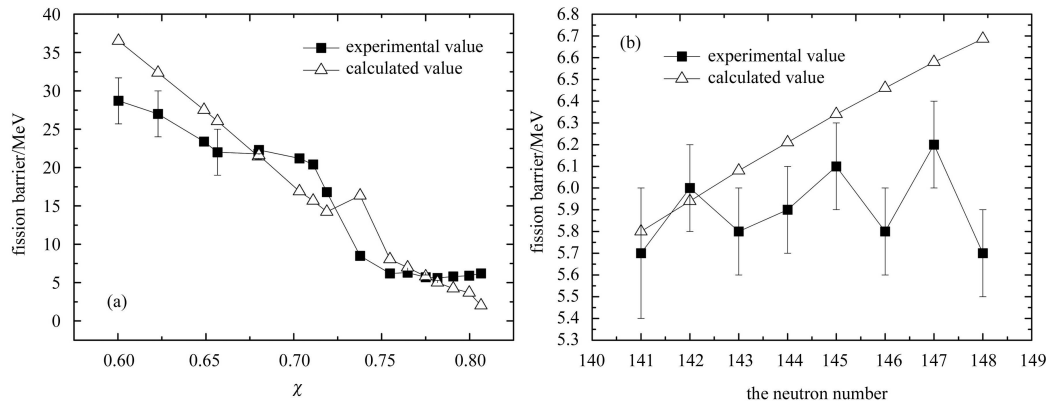 40
35
30
25
20
15
10
5
0
fission barrier/MeV
experimental value
calculated value
(a)
0.60 0.65 0.70 0.75 0.80
χ
6.8
6.7
6.6
6.5
6.4
6.3
6.2
6.1
6.0
5.9
5.8
5.7
5.6
5.5
5.4
5.3
fission barrier/MeV
(b)
experimental value
calculated value
140 141 142 143 144 145 146 147 148 149
the neutron number